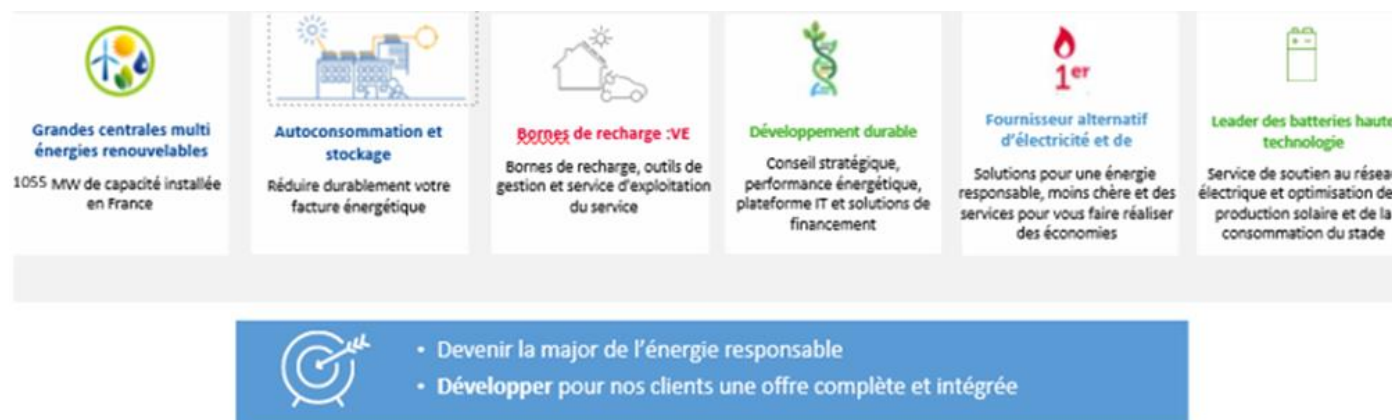 Grandes centrales multi
énergies renouvelables
1055 MW de capacité installée
en France
Autoconsommation et
stockage
Réduire durablement votre
facture énergétique
Bornes de recharge :VE
Bornes de recharge, outils de
gestion et service d'exploitation
du service
Développement durable
Conseil stratégique,
performance énergétique,
plateforme IT et solutions de
financement
1er
Fournisseur alternatif
d'électricité et de
Solutions pour une énergie
responsable, moins chère et des
services pour vous faire réaliser
des économies
Leader des batteries haute
technologie
Service de soutien au
électrique et optimisation de
production solaire et de la
consommation du stade
• Devenir la major de l'énergie responsable
• Développer pour nos clients une offre complète et intégrée